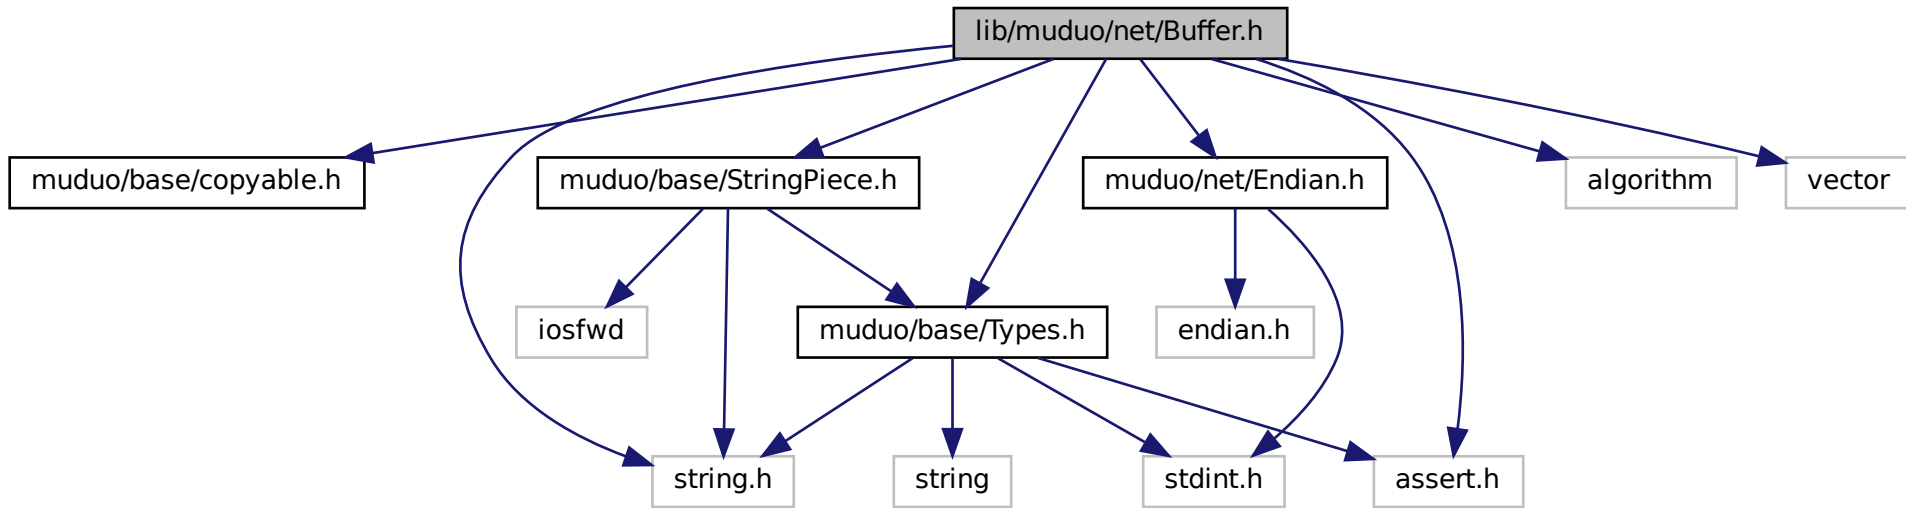 lib/muduo/net/Buffer.h
muduo/base/copyable.h
muduo/base/StringPiece.h
muduo/net/Endian.h
algorithm
vector
iosfwd
muduo/base/Types.h
endian.h
string.h
string
stdint.h
assert.h